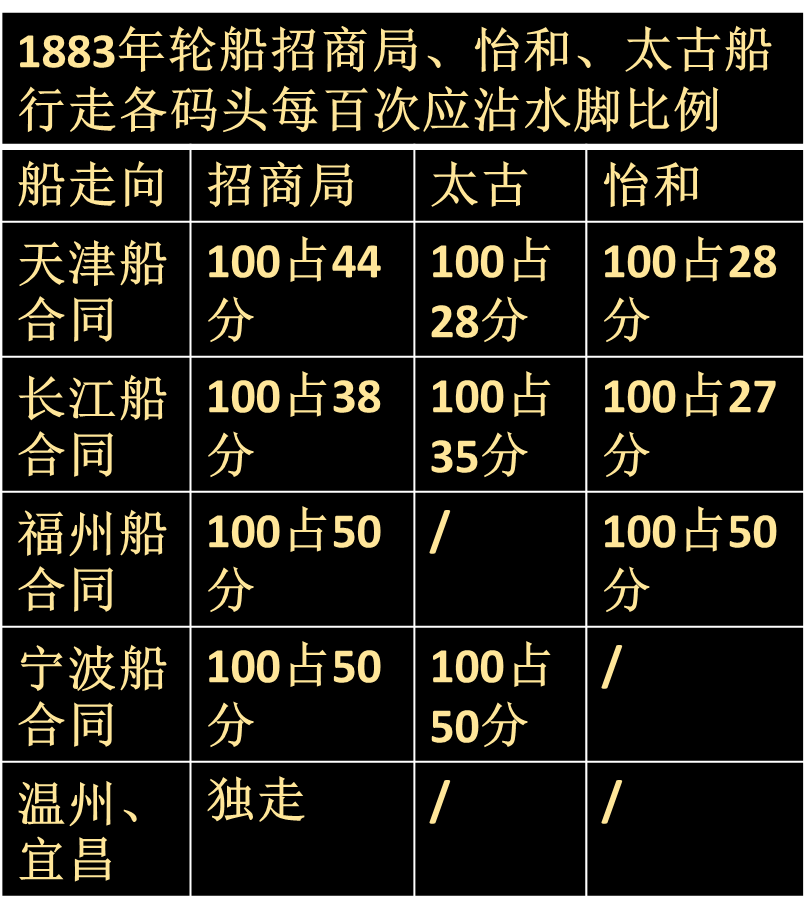 1883年轮船招商局、怡和、太古船
行走各码头每百次应沾水脚比例
船走向 招商局 太古 怡和
天津船
合同
100占44
分
100占
28分
100占28
分
长江船
合同
100占38
分
100占
35分
100占27
分
福州船
合同
100占50
分
/
100占50
分
宁波船
合同
100占50
分
100占
50分
/
温州、
宜昌
独走
/
/